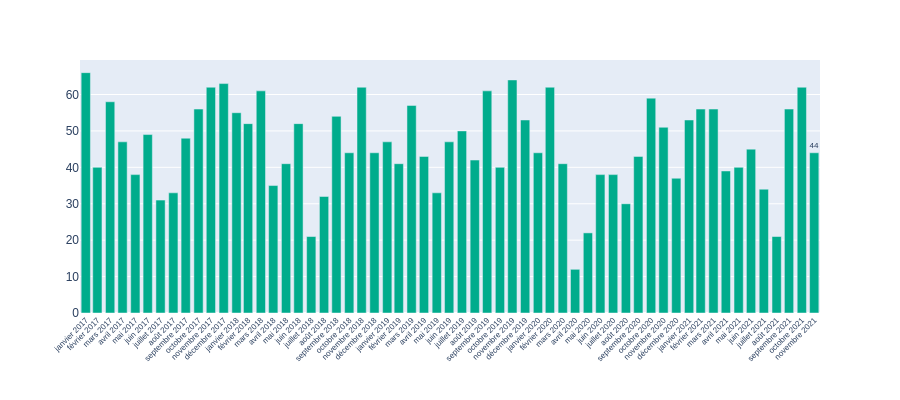 60
50
40
30
20
10
0
44
janvier 2017
février 2017
mars 2017
avril 2017
mai 2017
juin 2017
juillet 2017
août 2017
septembre 2017
octobre 2017
novembre 2017
décembre 2017
janvier 2018
février 2018
mars 2018
avril 2018
mai 2018
juin 2018
juillet 2018
août 2018
septembre 2018
octobre 2018
novembre 2018
décembre 2018
janvier 2019
février 2019
mars 2019
avril 2019
mai 2019
juin 2019
juillet 2019
août 2019
septembre 2019
octobre 2019
novembre 2019
décembre 2019
janvier 2020
février 2020
mars 2020
avril 2020
mai 2020
juin 2020
juillet 2020
août 2020
septembre 2020
octobre 2020
novembre 2020
décembre 2020
janvier 2021
février 2021
mars 2021
avril 2021
mai 2021
juin 2021
juillet 2021
août 2021
septembre 2021
octobre 2021
novembre 2021